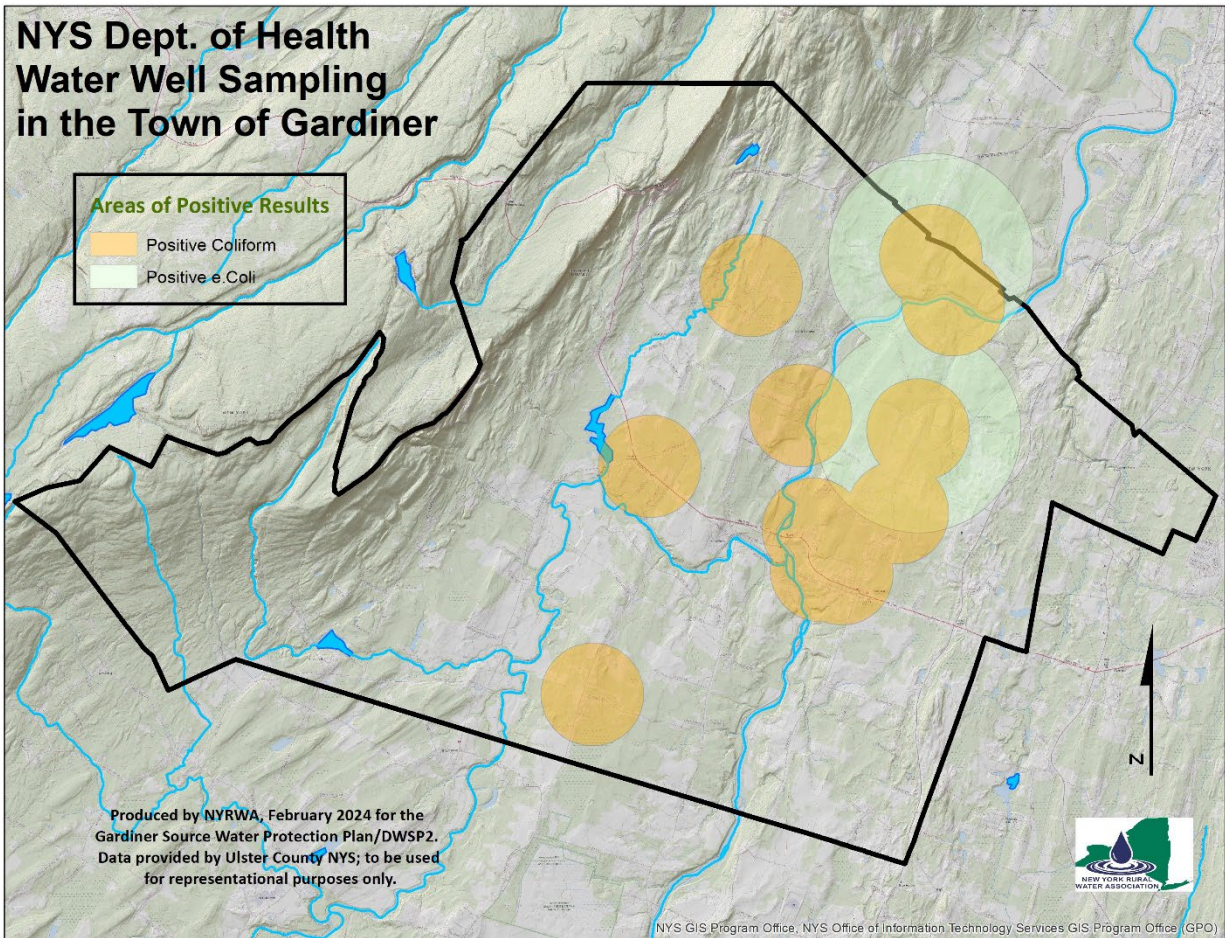 NYS Dept. of Health
Water Well Sampling
in the Town of Gardiner
Areas of Positive Results
Positive Coliform
Positive e.Coli
N
Produced by NYRWA, February 2024 for the
Gardiner Source Water Protection Plan/DWSP2.
Data provided by Ulster County NYS; to be used
for representational purposes only.
NEW YORK RURAL
WATER ASSOCIATION
NYS GIS Program Office, NYS Office of Information Technology Services GIS Program Office (GPO)